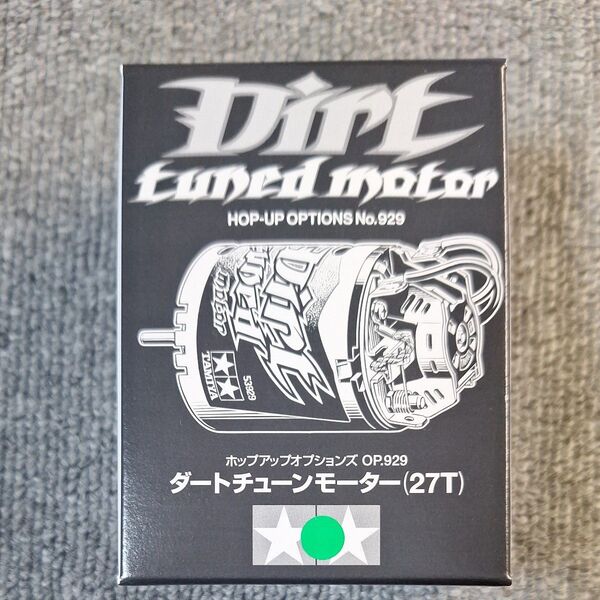 Dirt
tuned motor
HOP-UP OPTIONS No.929
Dirt
tuned
motor
TAMIYA
53929
ホップアップオプションズ OP.929
ダートチューンモーター(27T)